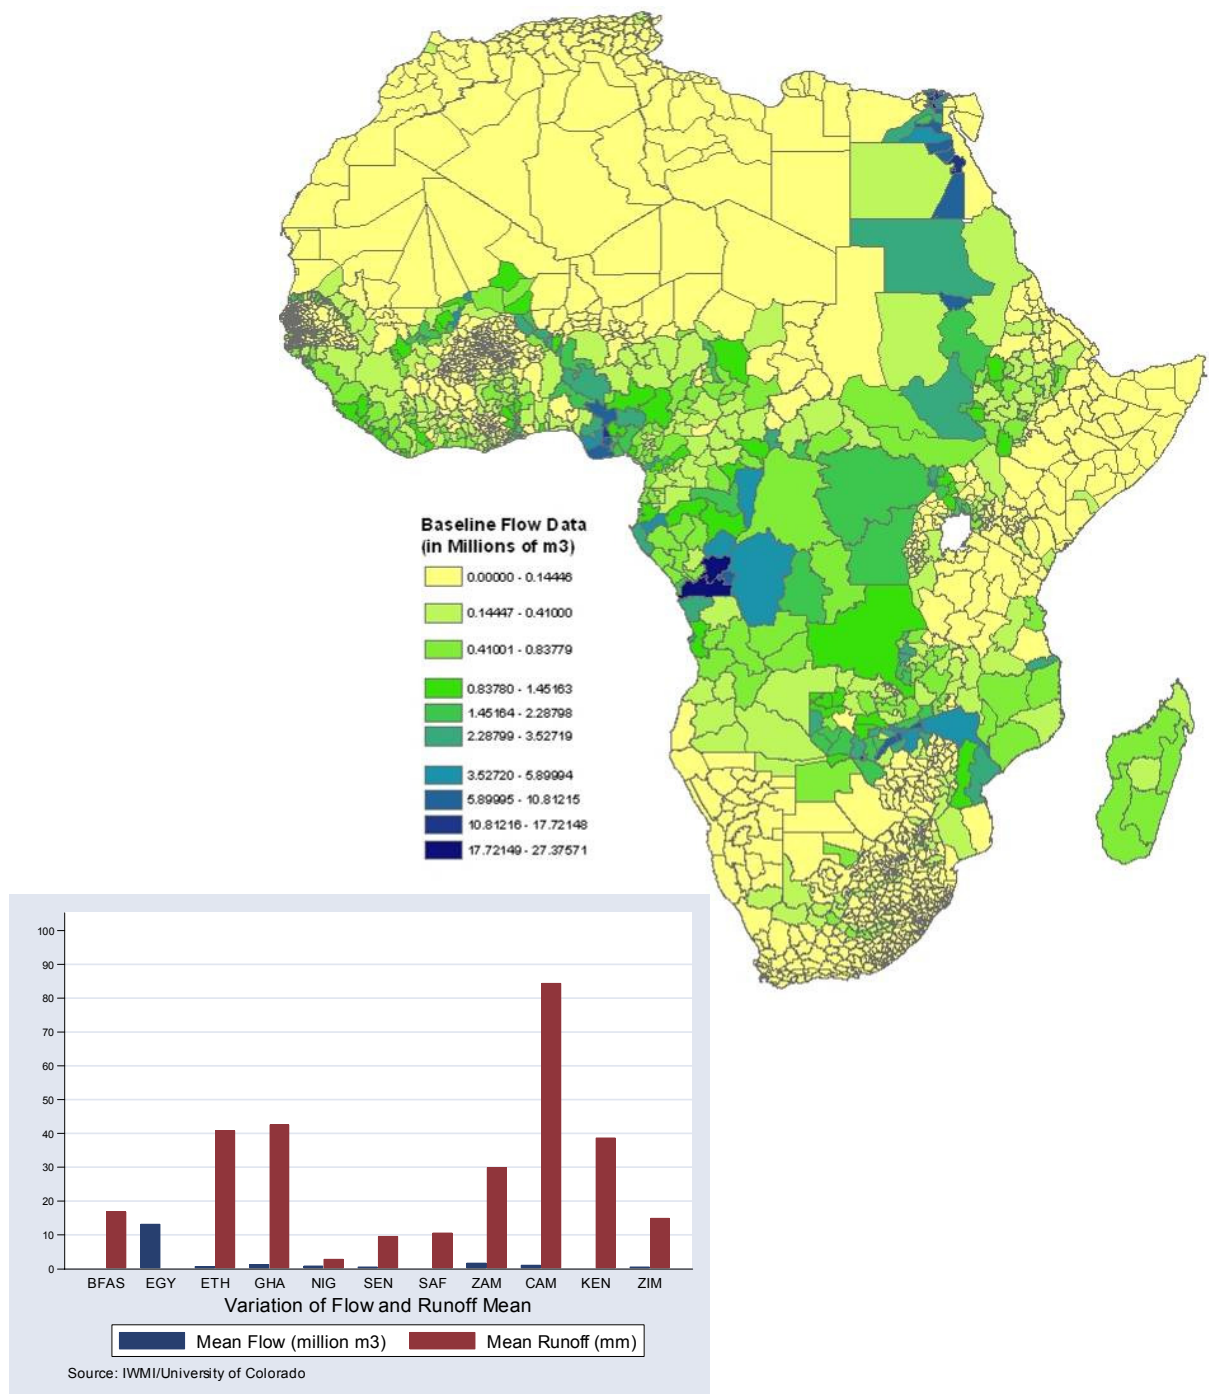 Baseline Flow Data
(in Millions of m3)
0.00000 - 0.14446
0.14447 - 0.41000
0.41001 - 0.83779
0.83780 - 1.45163
1.45164 - 2.28798
2.28799 - 3.52719
3.52720 - 5.89994
5.89995 - 10.81215
10.81216 - 17.72148
17.72149 - 27.37571
100
90
80
70
60
50
40
30
20
10
0
BFAS EGY ETH GHA NIG SEN SAF ZAM CAM KEN ZIM
Variation of Flow and Runoff Mean
Mean Flow (million m3) Mean Runoff (mm)
Source: IWMI/University of Colorado